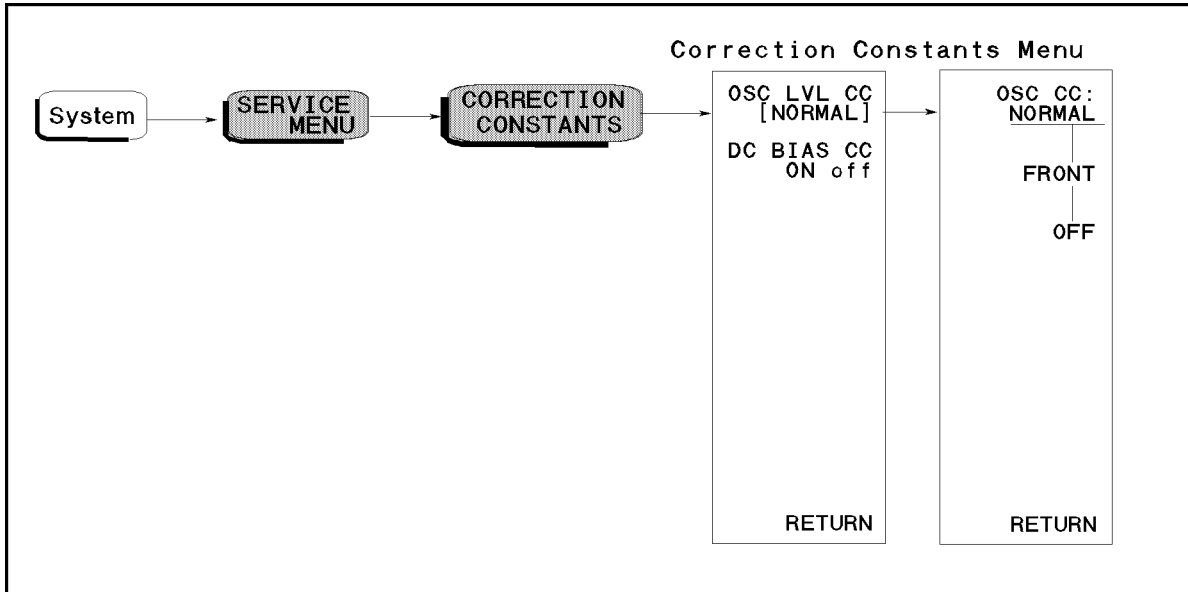 Correction Constants Menu
System
SERVICE
MENU
CORRECTION
CONSTANTS
OSC LVL CC
[NORMAL]
DC BIAS CC
ON off
RETURN
OSC CC:
NORMAL
FRONT
OFF
RETURN